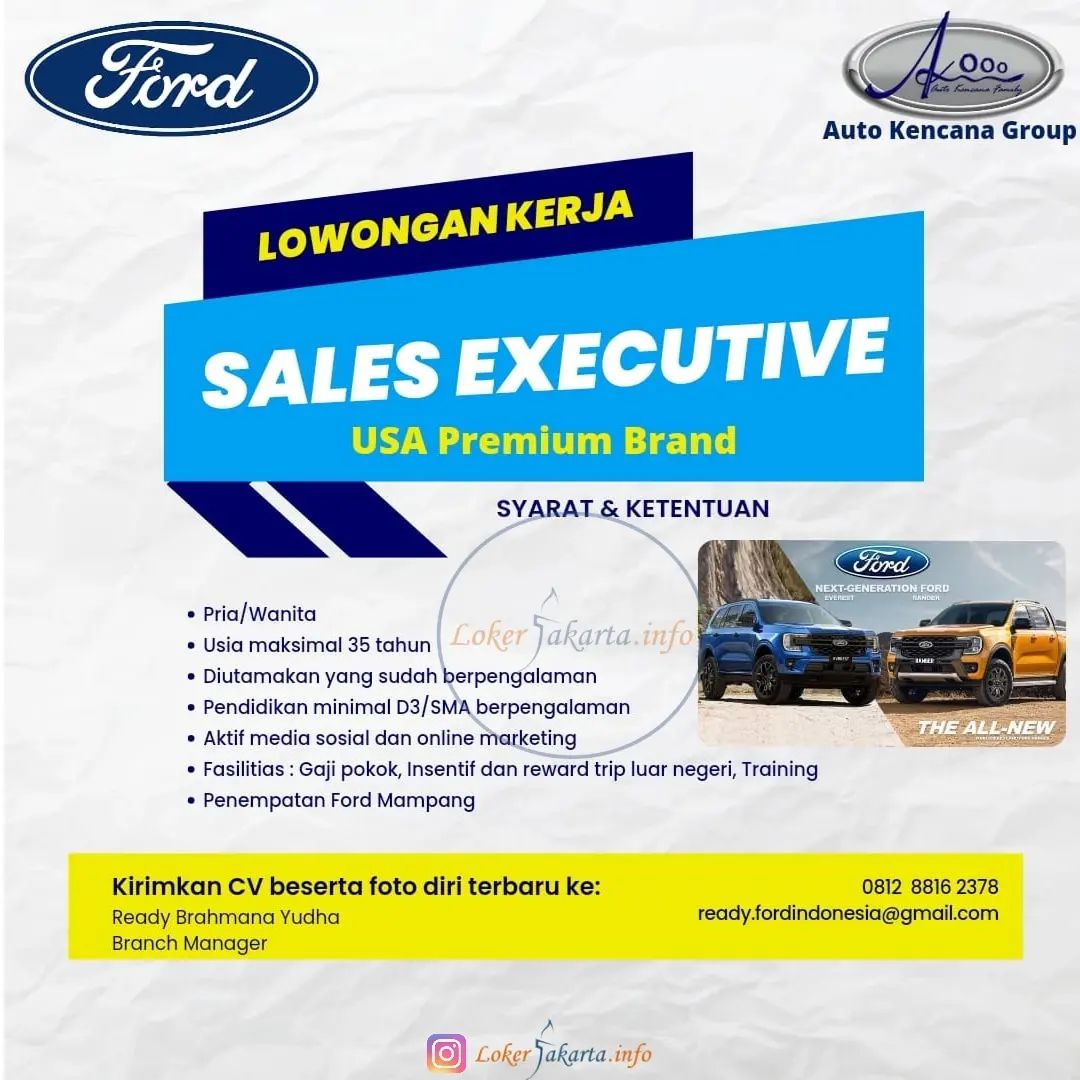 Ford
Auto Kencana Family
Auto Kencana Group
LOWONGAN KERJA
SALES EXECUTIVE
USA Premium Brand
SYARAT & KETENTUAN
Ford
NEXT-GENERATION FORD
EVEREST RANGER
THE ALL-NEW
• Pria/Wanita
• Usia maksimal 35 tahun
• Diutamakan yang sudah berpengalaman
• Pendidikan minimal D3/SMA berpengalaman
• Aktif media sosial dan online marketing
• Fasilitias : Gaji pokok, Insentif dan reward trip luar negeri, Training
• Penempatan Ford Mampang
Loker Jakarta.info
Kirimkan CV beserta foto diri terbaru ke:
Ready Brahmana Yudha
Branch Manager
0812 8816 2378
ready.fordindonesia@gmail.com
Loker Jakarta.info